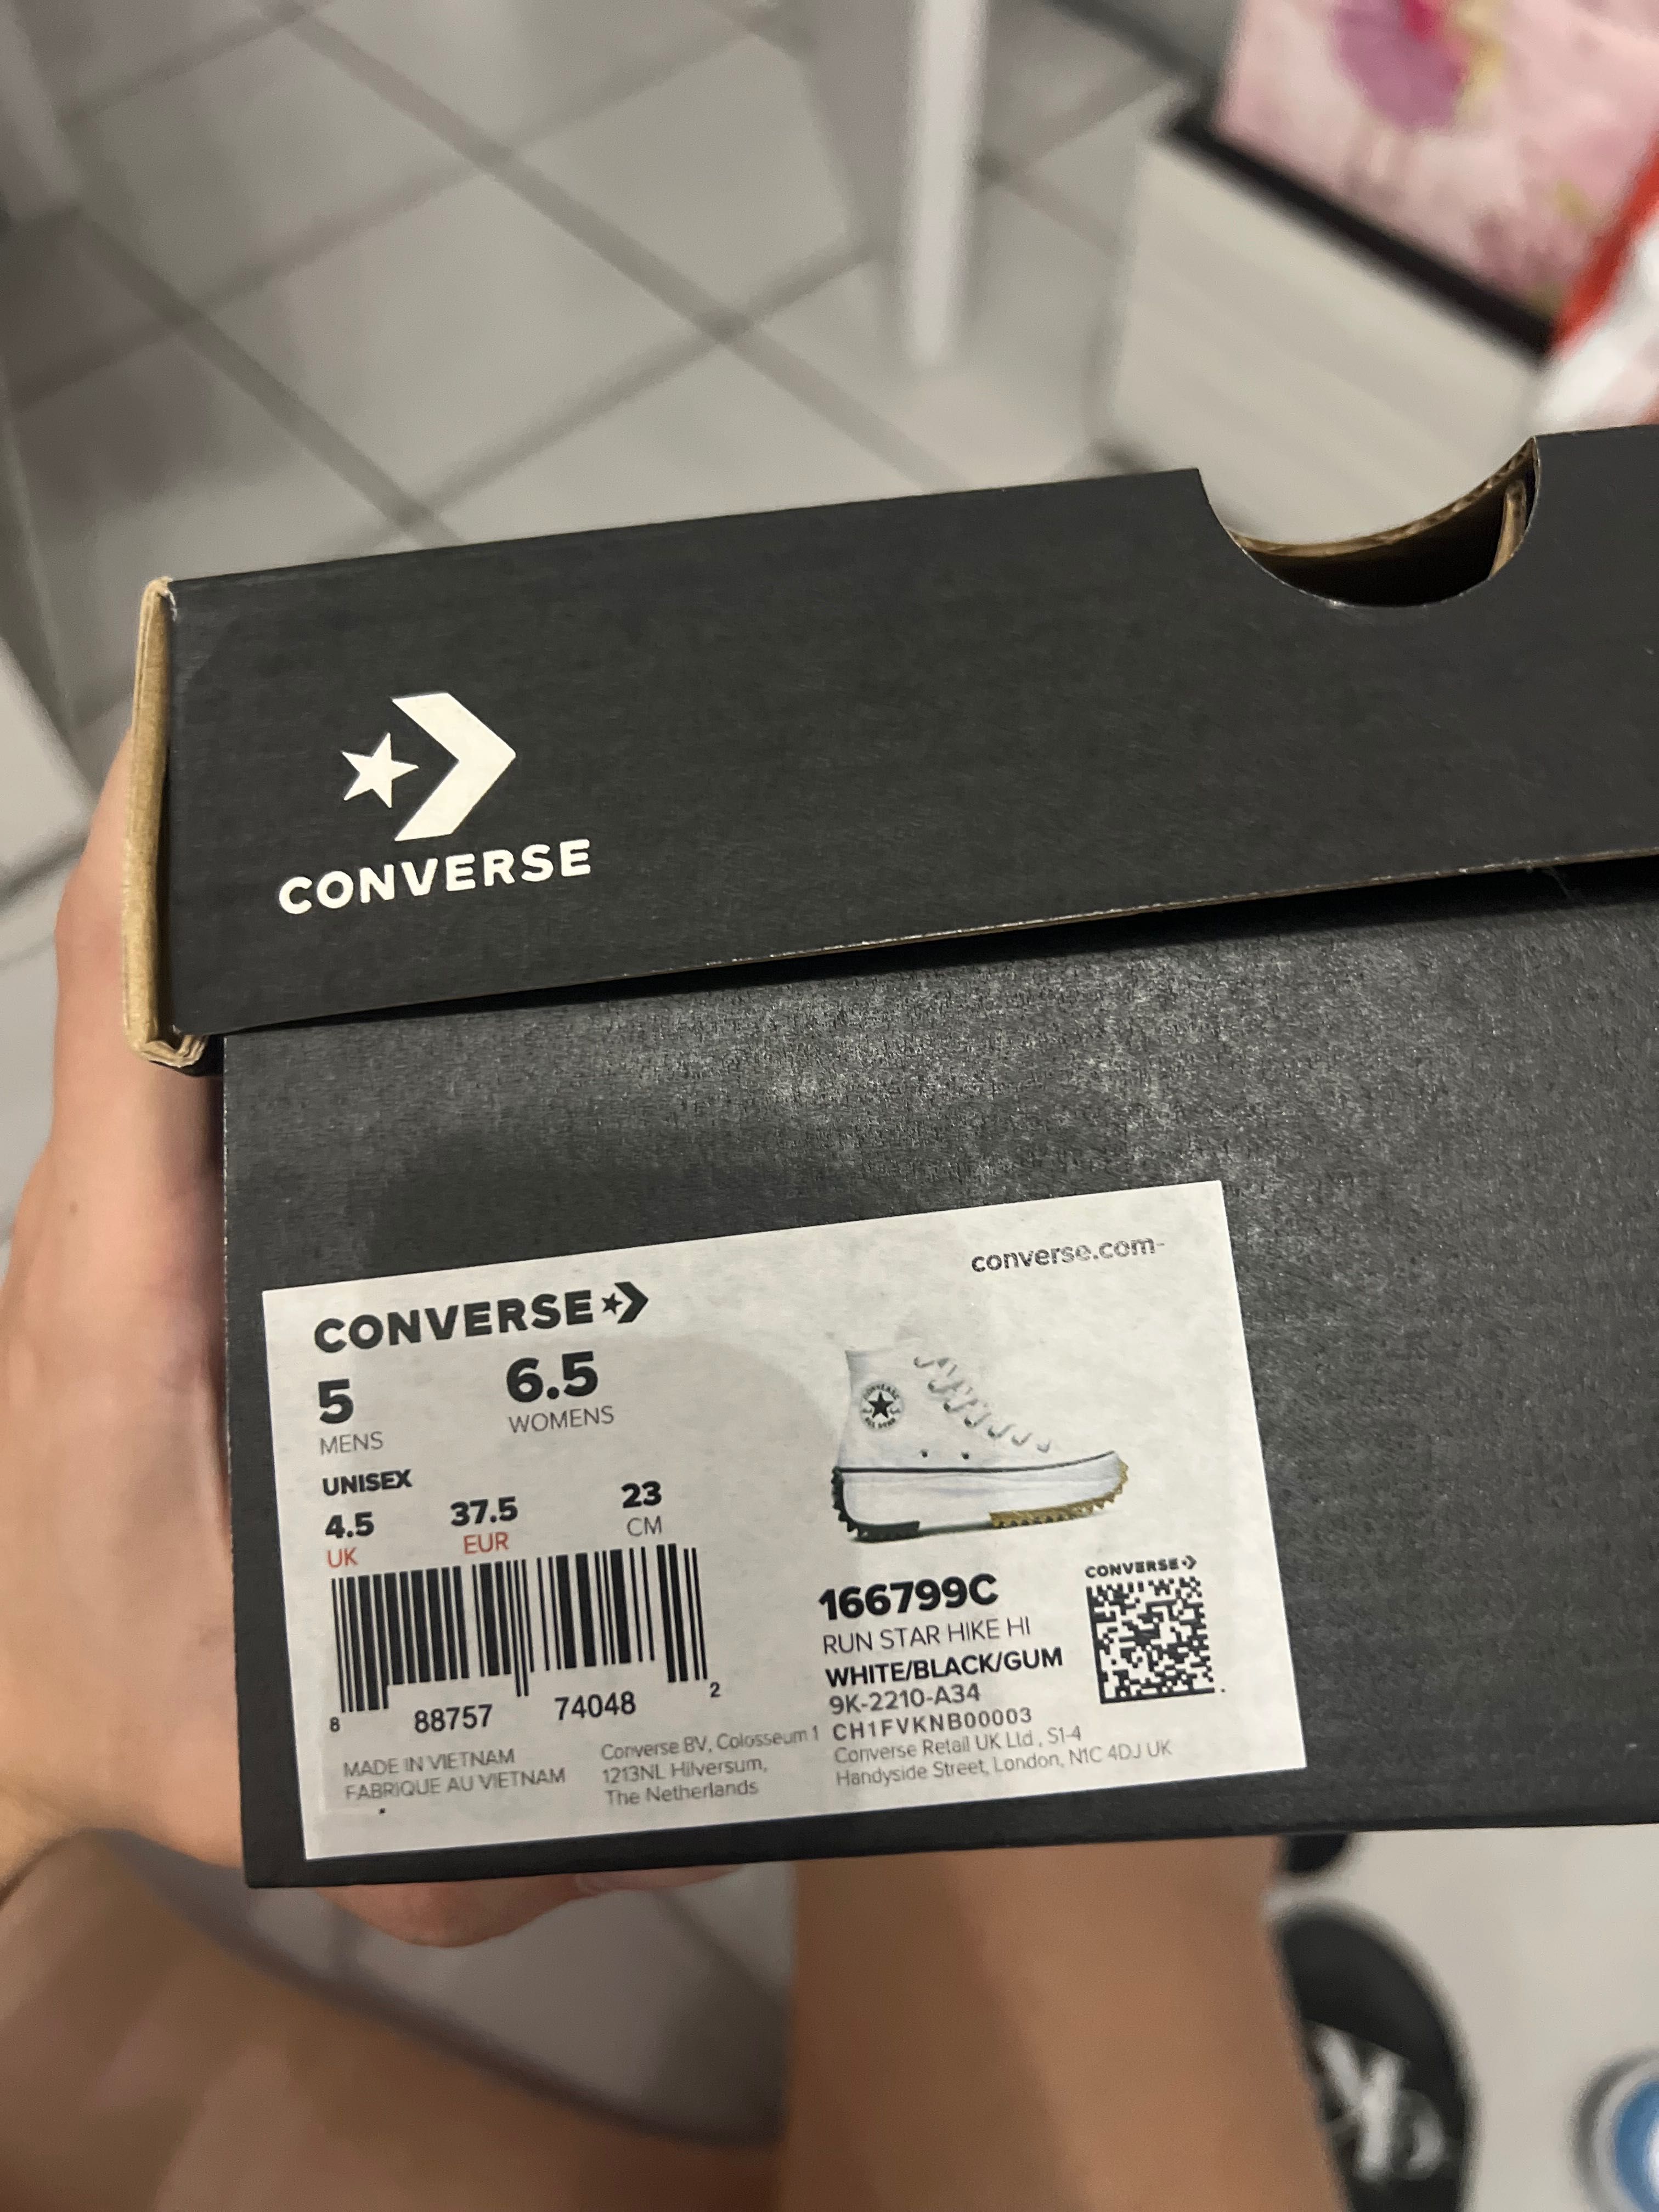 CONVERSE
converse.com
CONVERSE
5
MENS
6.5
WOMENS
UNISEX
4.5
UK
37.5
EUR
23
CM
8 88757 74048 2
MADE IN VIETNAM
FABRIQUE AU VIETNAM
Converse BV, Colosseum 1
1213NL Hilversum,
The Netherlands
CONVERSE
ALL STAR
166799C
RUN STAR HIKE HI
WHITE/BLACK/GUM
9K-2210-A34
CH1FVKNB00003
Converse Retail UK Ltd, S1-4
Handyside Street, London, N1C 4DJ UK
CONVERSE